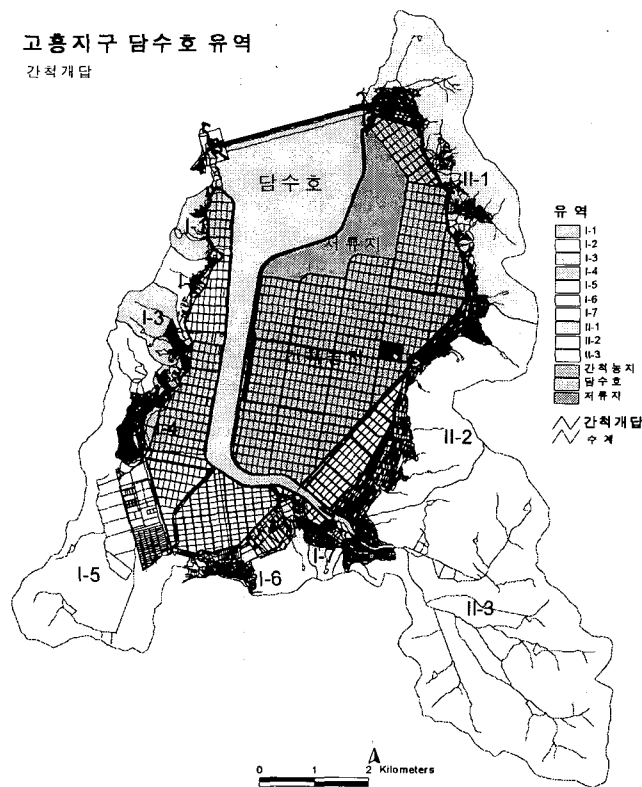 고흥지구 담수호 유역
간척개답
담수호
저류지
II-1
I-3
II-2
I-5
I-6
II-3
유역
I-1
I-2
I-3
I-4
I-5
I-6
I-7
II-1
II-2
II-3
간척농지
담수호
저류지
간척개답
수계
0 1 2 Kilometers